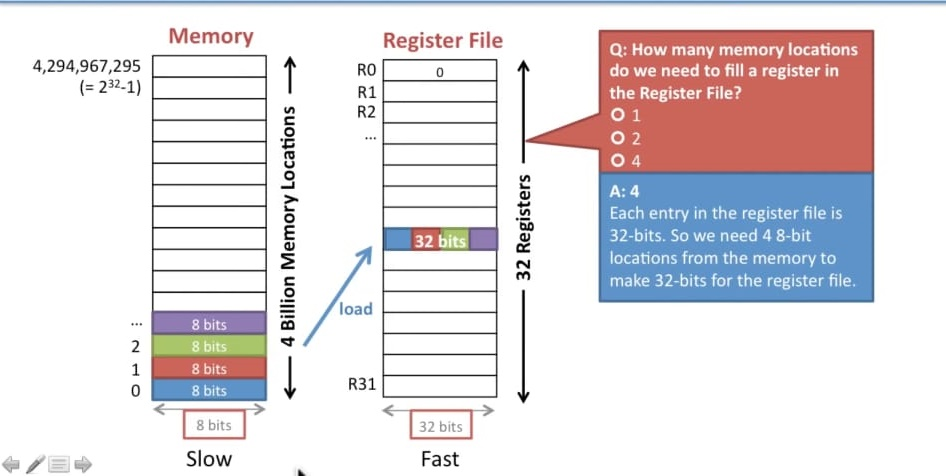 Memory
4,294,967,295
(= 2³²-1)
...
2
1
0
8 bits
8 bits
8 bits
8 bits
8 bits
Slow
4 Billion Memory Locations
load
Register File
R0
R1
R2
...
R31
0
32 bits
32 bits
Fast
32 Registers
Q: How many memory locations
do we need to fill a register in
the Register File?
1
2
4
A: 4
Each entry in the register file is
32-bits. So we need 4 8-bit
locations from the memory to
make 32-bits for the register file.